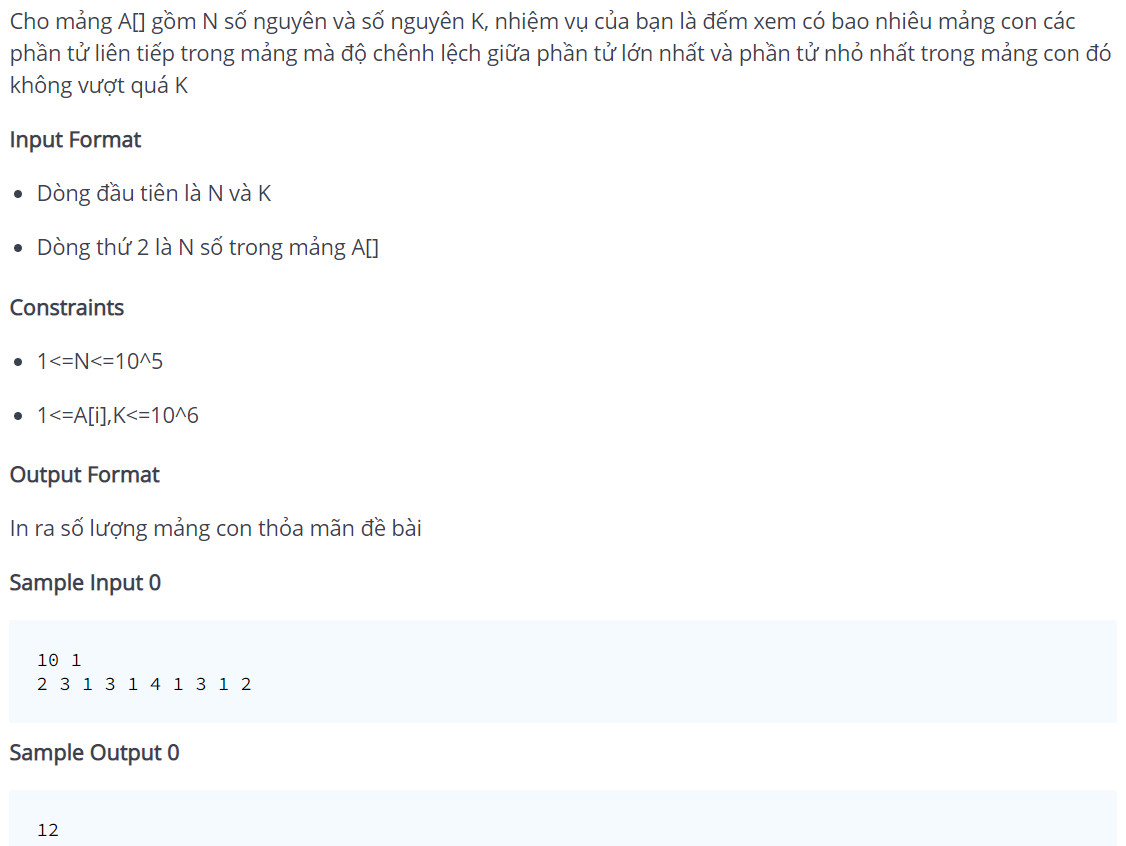 Cho mảng A[] gồm N số nguyên và số nguyên K, nhiệm vụ của bạn là đếm xem có bao nhiêu mảng con các
phần tử liên tiếp trong mảng mà độ chênh lệch giữa phần tử lớn nhất và phần tử nhỏ nhất trong mảng con đó
không vượt quá K
Input Format
• Dòng đầu tiên là N và K
• Dòng thứ 2 là N số trong mảng A[]
Constraints
• 1<=N<=10^5
• 1<=A[i],K<=10^6
Output Format
In ra số lượng mảng con thỏa mãn đề bài
Sample Input 0
10 1
2 3 1 3 1 4 1 3 1 2
Sample Output 0
12